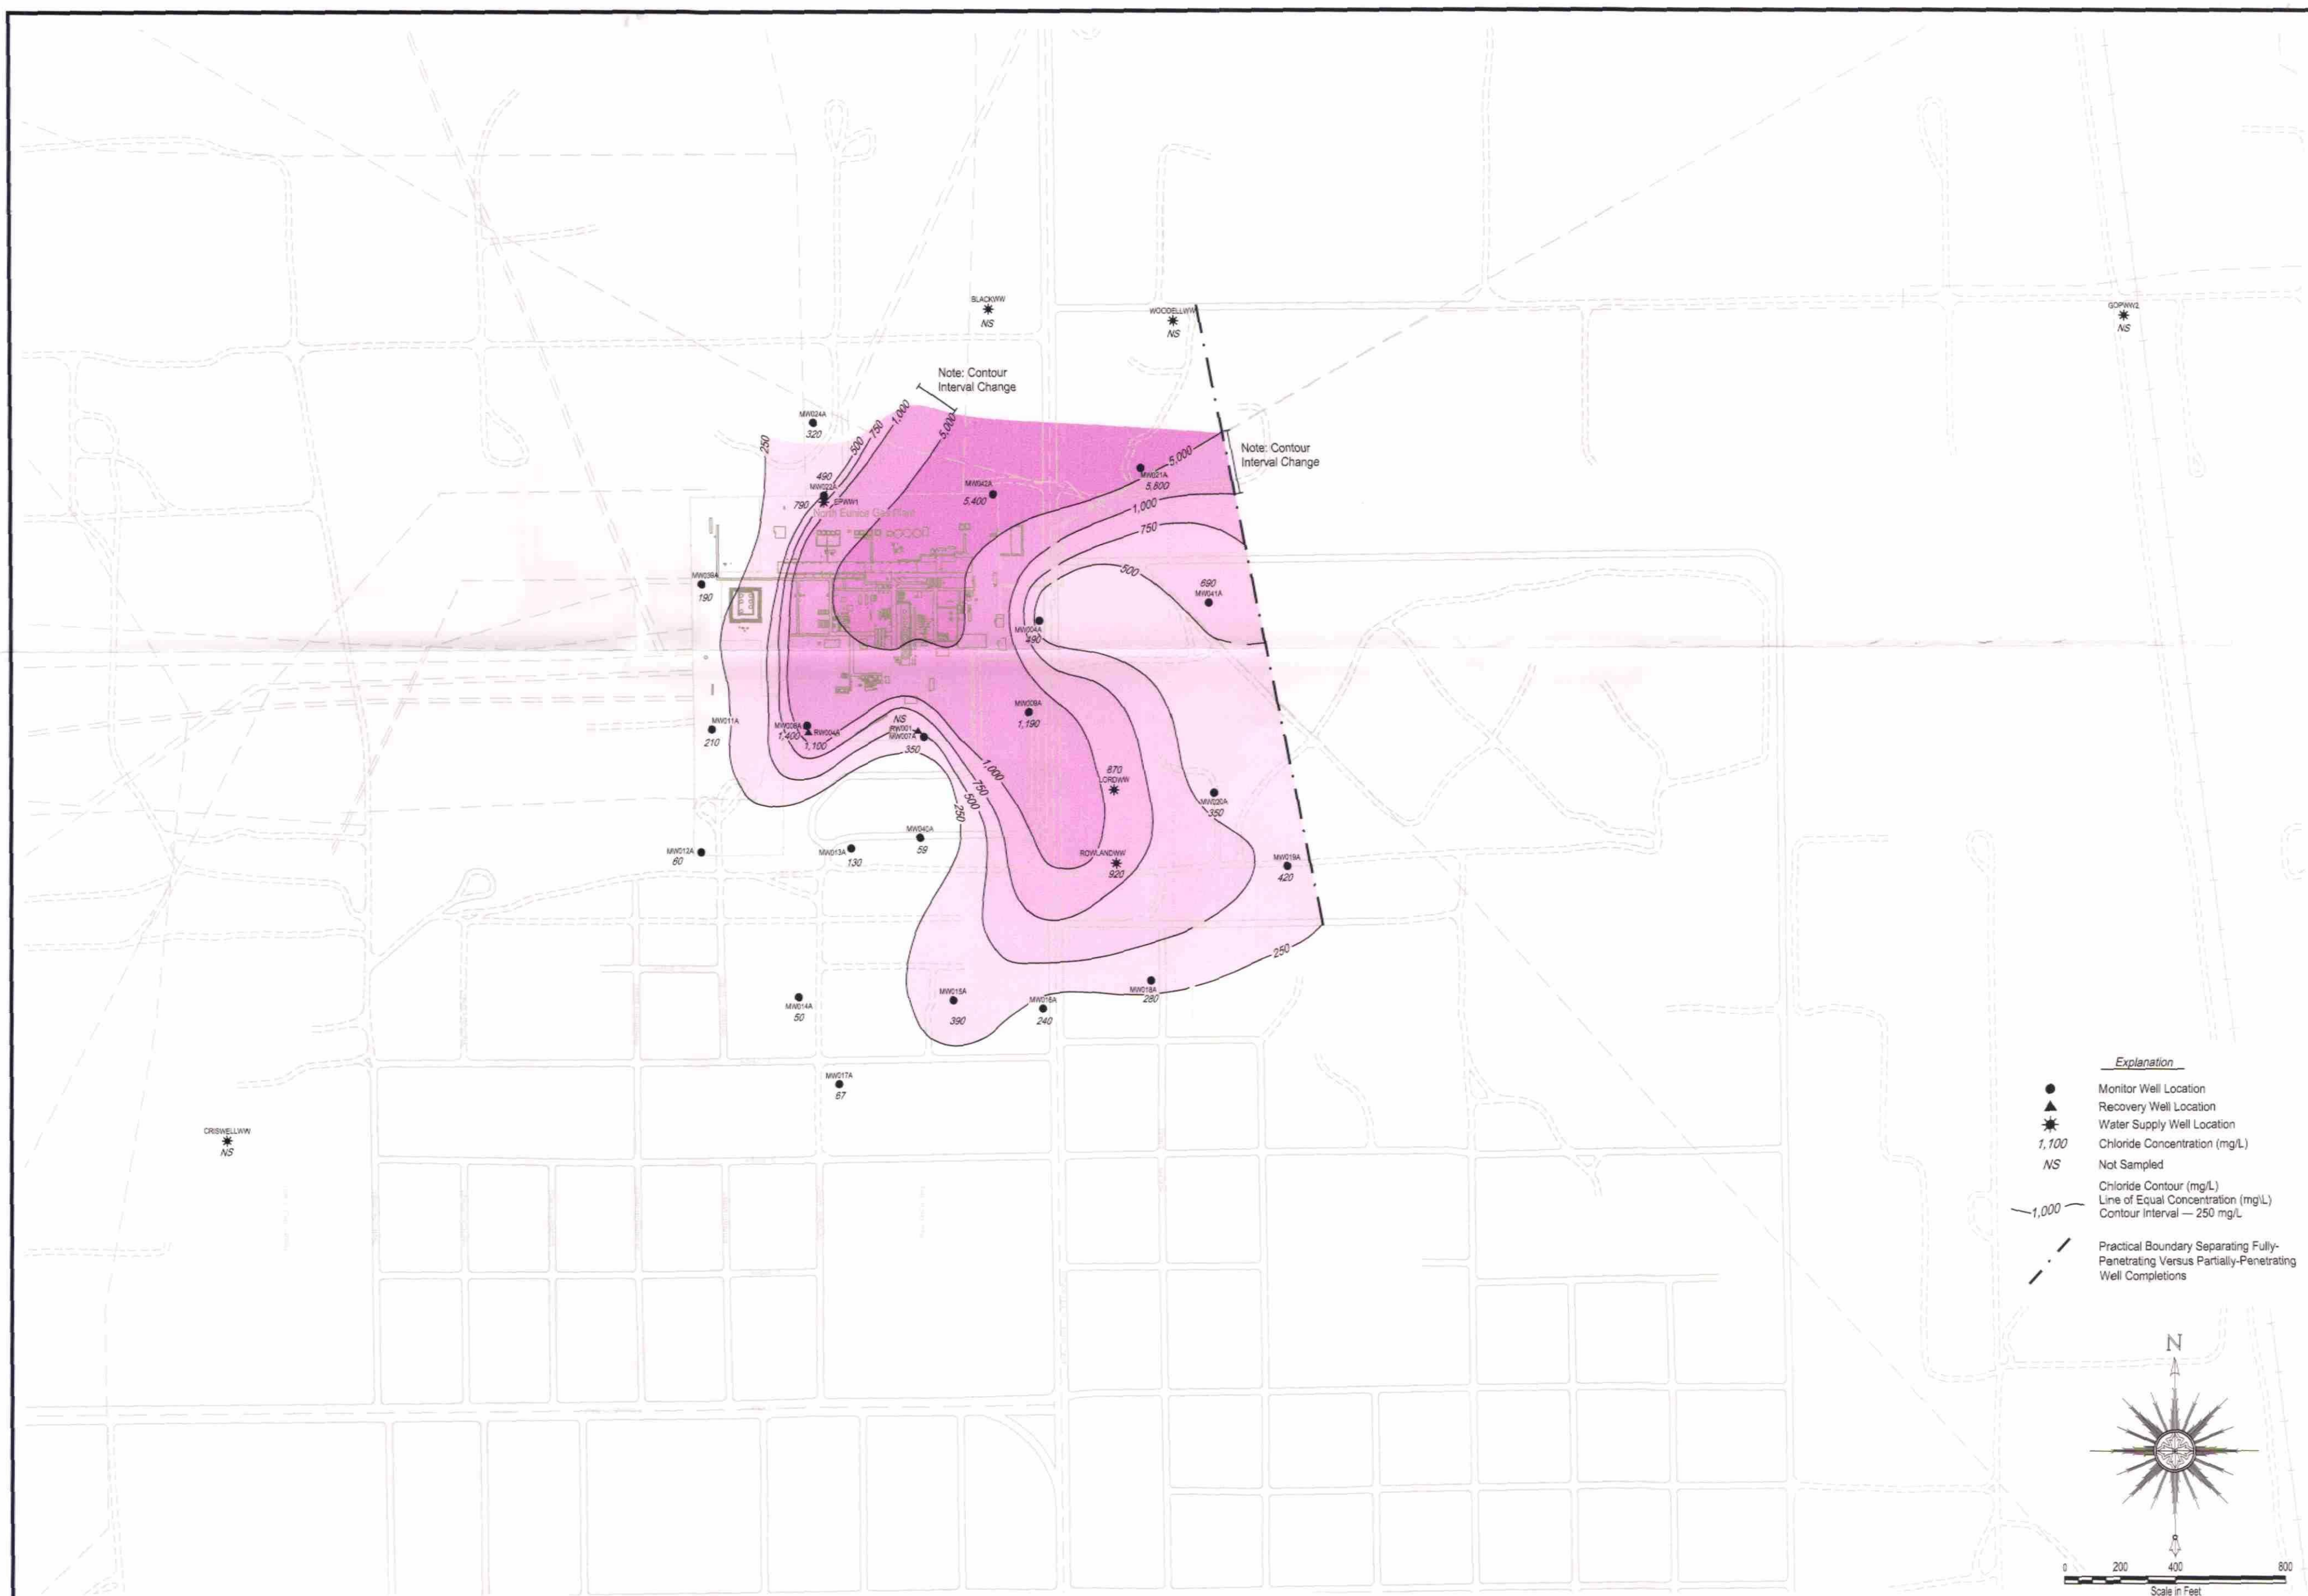 BLACKWW
NS
WOODELLWW
NS
GOPWW2
NS
Note: Contour
Interval Change
MW024A
320
250
500
750
1,000
5,000
Note: Contour
Interval Change
5,000
MW021A
5,800
490
MW022A
790
EPWW1
North Eunice Gas Plant
MW042A
5,400
1,000
750
500
690
MW041A
MW039A
190
MW004A
490
MW009A
1,190
MW011A
210
MW008A
1,400
RW004A
1,100
NS
RW001
MW007A
350
1,000
750
500
250
670
LORDWW
MW020A
350
MW040A
59
MW013A
130
MW012A
60
ROWLANDWW
920
MW019A
420
250
MW014A
50
MW015A
390
MW016A
240
MW018A
280
MW017A
67
CRISWELLWW
NS
Explanation
Monitor Well Location
Recovery Well Location
Water Supply Well Location
1,100 Chloride Concentration (mg/L)
NS Not Sampled
Chloride Contour (mg/L)
1,000 Line of Equal Concentration (mg\L)
Contour Interval — 250 mg/L
Practical Boundary Separating Fully-
Penetrating Versus Partially-Penetrating
Well Completions
N
0 200 400 800
Scale in Feet